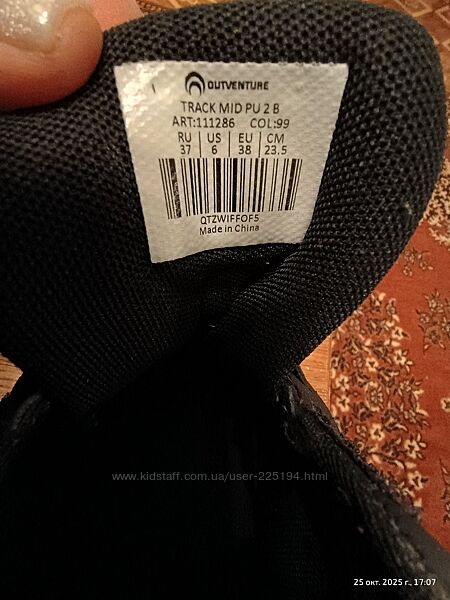 OUTVENTURE
TRACK MID PU 2 B
ART:111286 COL:99
RU US EU CM
37 6 38 23.5
QTZWIFFOF5
Made in China
www.kidstaff.com.ua/user-225194.html
25 окт. 2025 г., 17:07